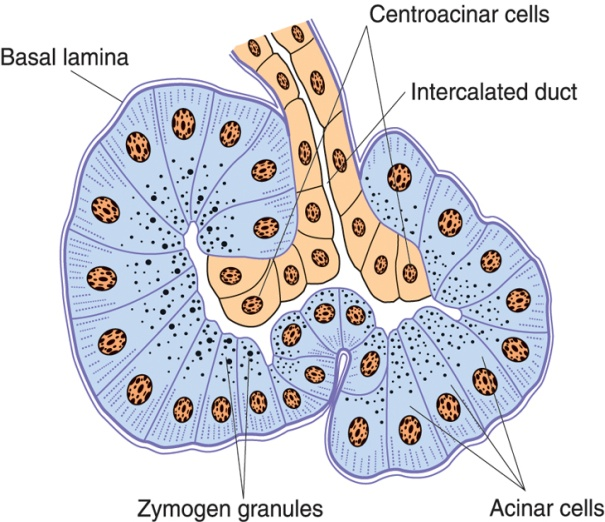 Centroacinar cells
Basal lamina
Intercalated duct
Zymogen granules
Acinar cells